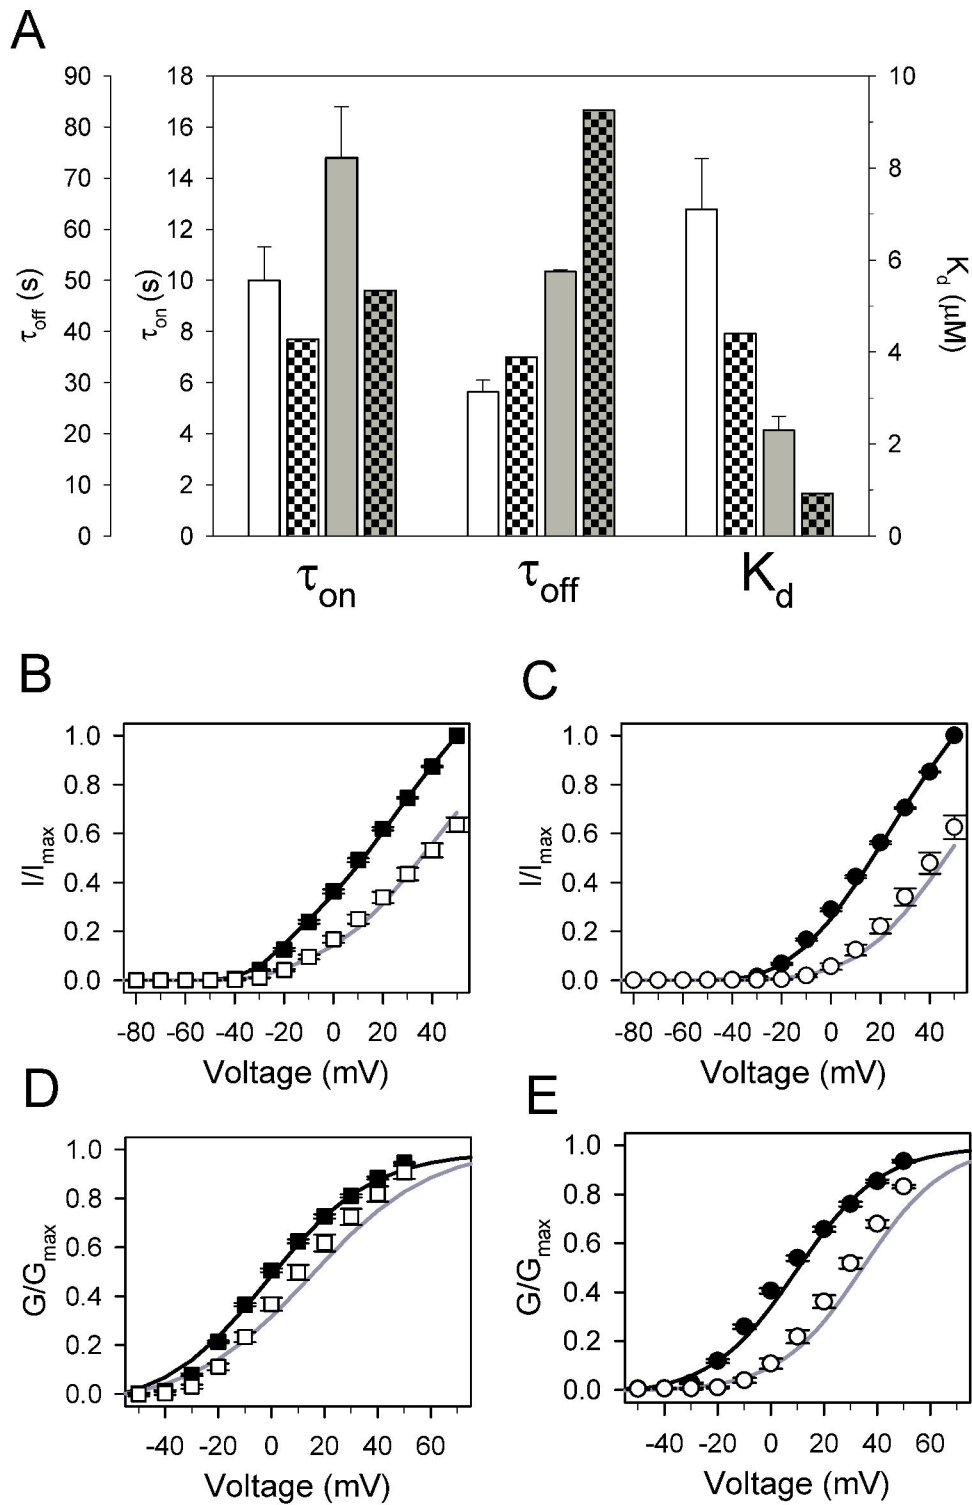 A
90 18 10
80 16
70 14 8
60 12
50 10 6
40 8
30 6 4
20 4 2
10 2
0 0 0
τoff (s) τon (s) Kd (μM)
τon τoff Kd
B
1.0
0.8
0.6
0.4
0.2
0.0
I/Imax
-80 -60 -40 -20 0 20 40
Voltage (mV)
C
1.0
0.8
0.6
0.4
0.2
0.0
I/Imax
-80 -60 -40 -20 0 20 40
Voltage (mV)
D
1.0
0.8
0.6
0.4
0.2
0.0
G/Gmax
-40 -20 0 20 40 60
Voltage (mV)
E
1.0
0.8
0.6
0.4
0.2
0.0
G/Gmax
-40 -20 0 20 40 60
Voltage (mV)